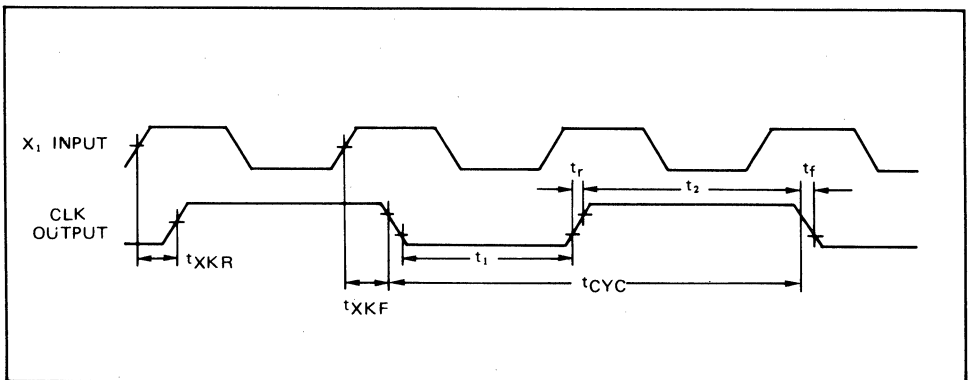 X₁ INPUT
tr
t₂
tf
CLK
OUTPUT
tXKR
t₁
tCYC
tXKF